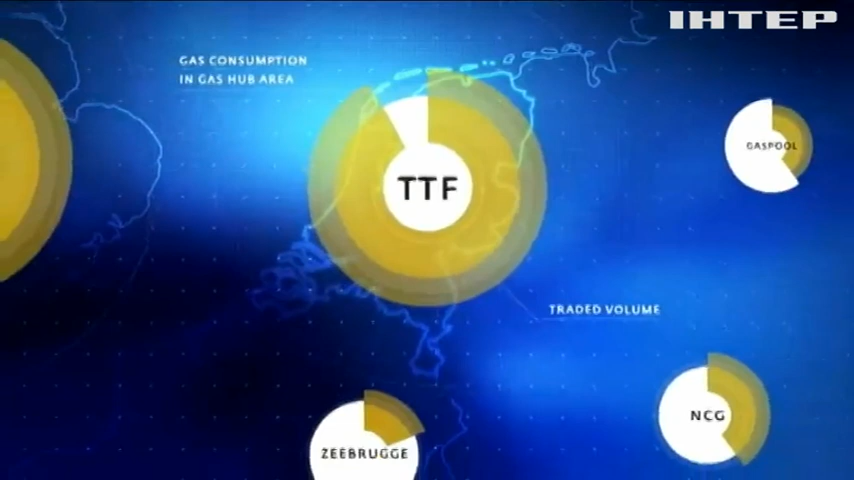 ІНТЕР
GAS CONSUMPTION
IN GAS HUB AREA
TTF
GASPOOL
TRADED VOLUME
NCG
ZEEBRUGGE